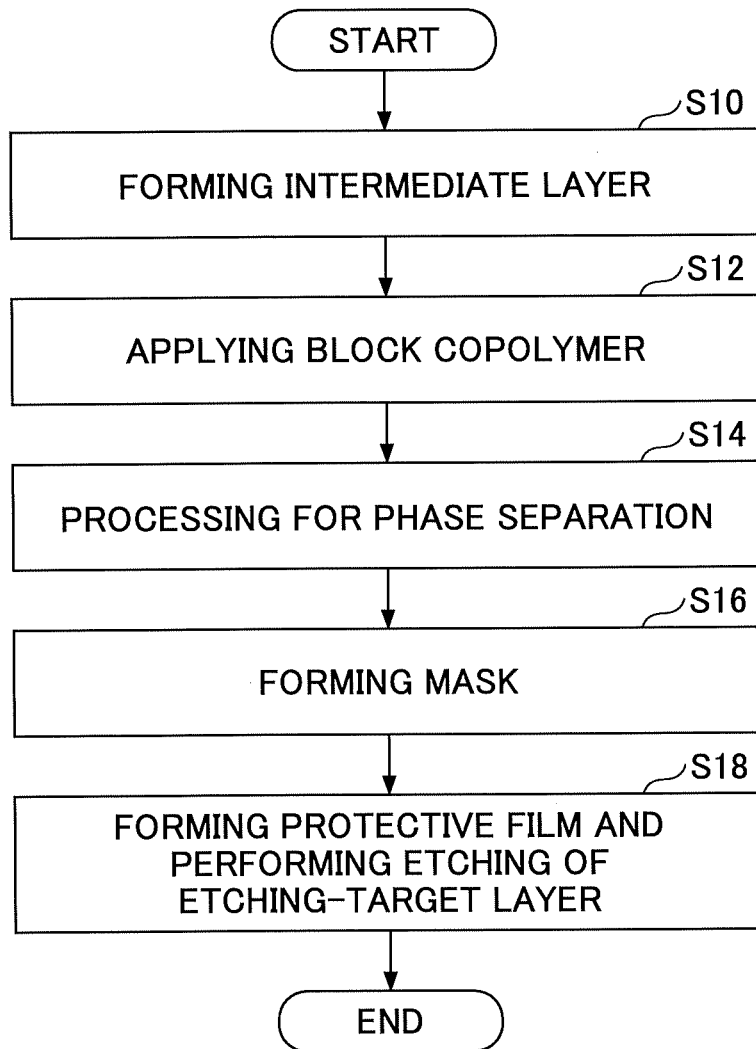 START
S10
FORMING INTERMEDIATE LAYER
S12
APPLYING BLOCK COPOLYMER
S14
PROCESSING FOR PHASE SEPARATION
S16
FORMING MASK
S18
FORMING PROTECTIVE FILM AND
PERFORMING ETCHING OF
ETCHING-TARGET LAYER
END